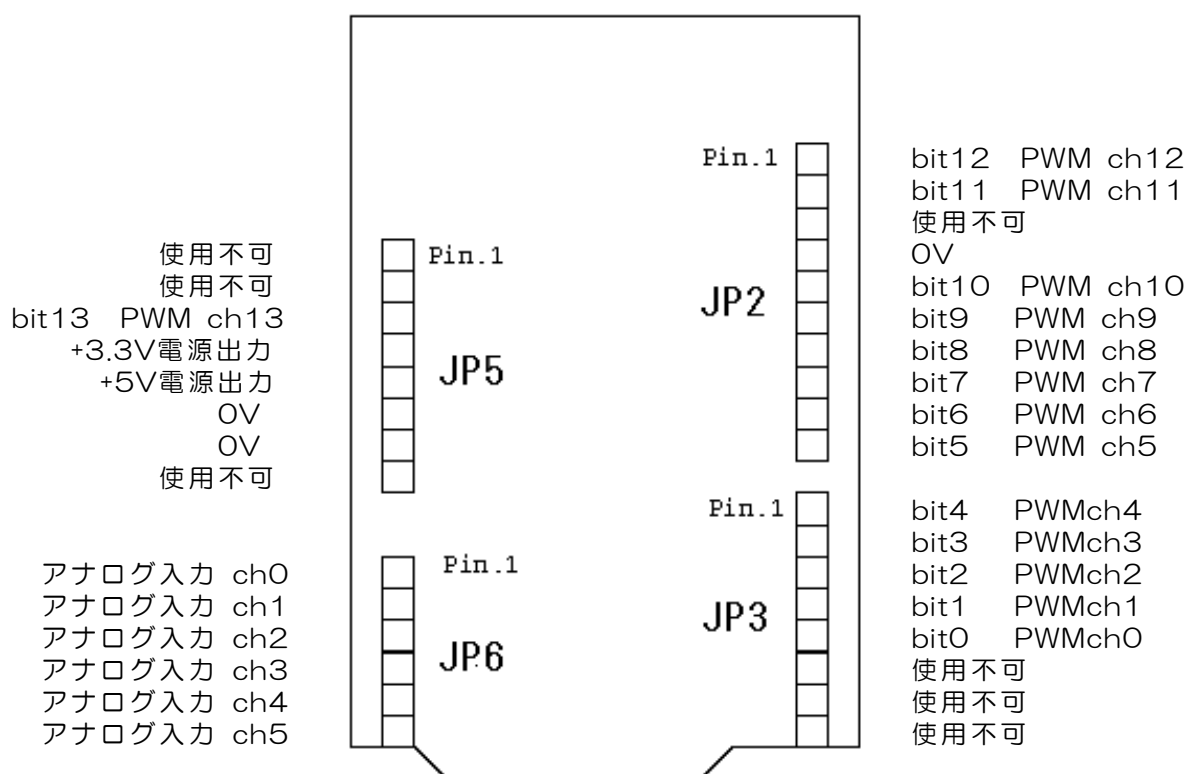 Pin.1
bit12 PWM ch12
bit11 PWM ch11
使用不可
0V
bit10 PWM ch10
bit9 PWM ch9
bit8 PWM ch8
bit7 PWM ch7
bit6 PWM ch6
bit5 PWM ch5
JP2
使用不可
使用不可
bit13 PWM ch13
+3.3V電源出力
+5V電源出力
0V
0V
使用不可
Pin.1
JP5
Pin.1
bit4 PWMch4
bit3 PWMch3
bit2 PWMch2
bit1 PWMch1
bit0 PWMch0
使用不可
使用不可
使用不可
JP3
アナログ入力 ch0
アナログ入力 ch1
アナログ入力 ch2
アナログ入力 ch3
アナログ入力 ch4
アナログ入力 ch5
Pin.1
JP6